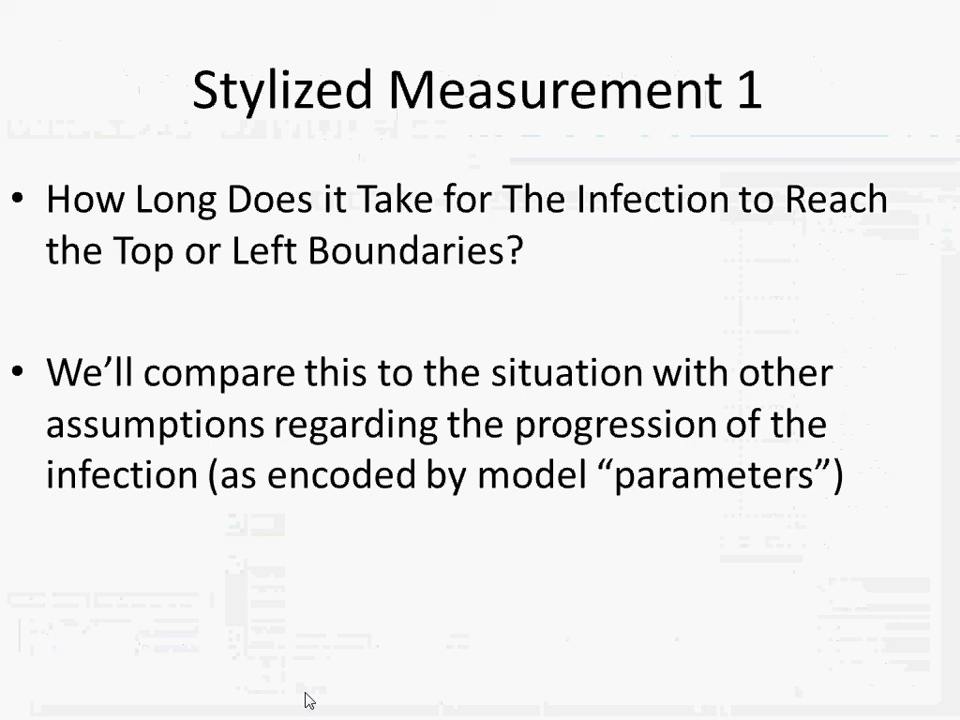 Stylized Measurement 1
• How Long Does it Take for The Infection to Reach
the Top or Left Boundaries?
• We’ll compare this to the situation with other
assumptions regarding the progression of the
infection (as encoded by model “parameters”)